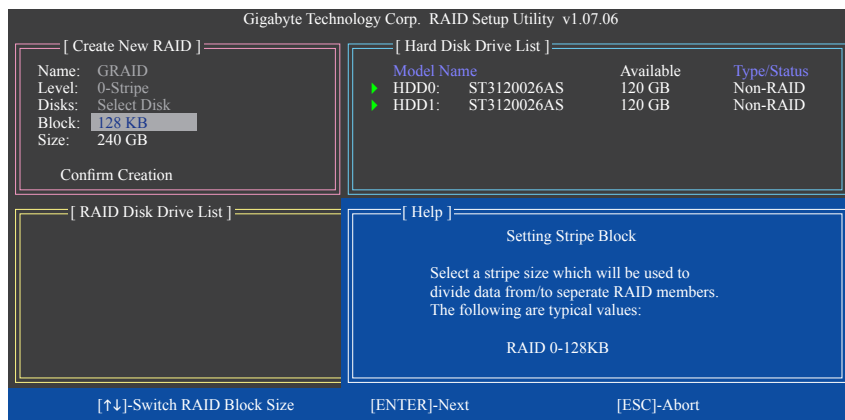 Gigabyte Technology Corp. RAID Setup Utility v1.07.06
[ Create New RAID ]
Name: GRAID
Level: 0-Stripe
Disks: Select Disk
Block: 128 KB
Size: 240 GB
Confirm Creation
[ Hard Disk Drive List ]
Model Name Available Type/Status
HDD0: ST3120026AS 120 GB Non-RAID
HDD1: ST3120026AS 120 GB Non-RAID
[ RAID Disk Drive List ]
[ Help ]
Setting Stripe Block
Select a stripe size which will be used to
divide data from/to seperate RAID members.
The following are typical values:
RAID 0-128KB
[↑↓]-Switch RAID Block Size [ENTER]-Next [ESC]-Abort